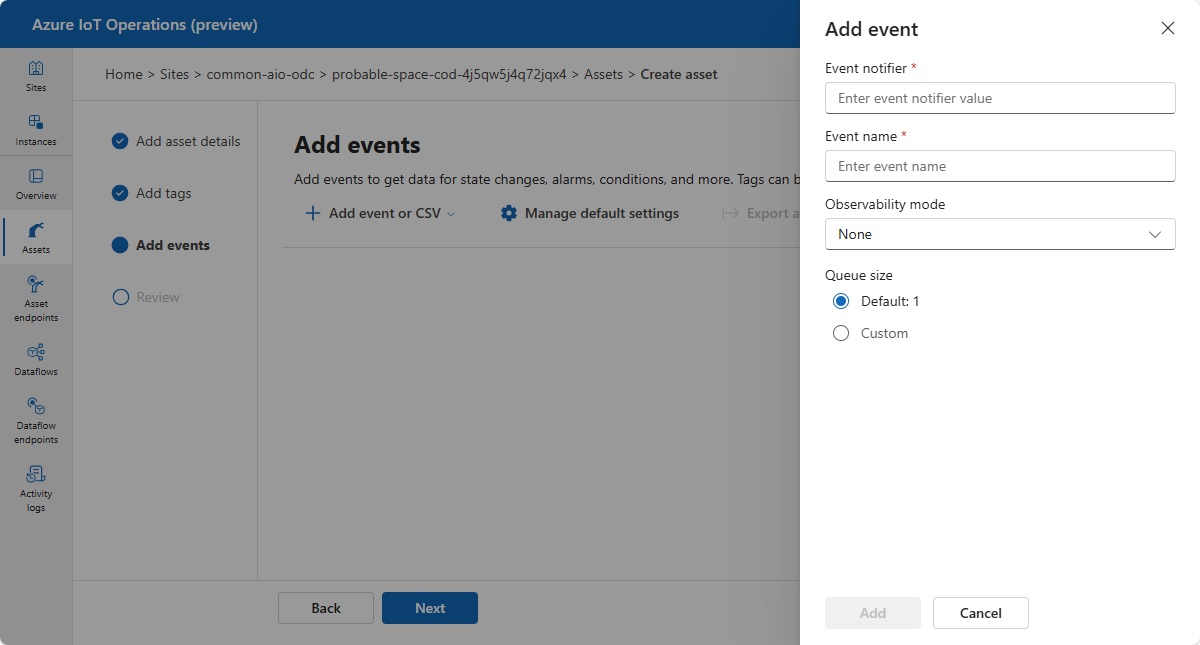 Azure IoT Operations (preview)
Sites
Instances
Overview
Assets
Asset
endpoints
Dataflows
Dataflow
endpoints
Activity
logs
Home > Sites > common-aio-odc > probable-space-cod-4j5qw5j4q72jqx4 > Assets > Create asset
Add asset details
Add tags
Add events
Review
Add events
Add events to get data for state changes, alarms, conditions, and more. Tags can b
Add event or CSV
Manage default settings
Export a
Back
Next
Add event
Event notifier *
Enter event notifier value
Event name *
Enter event name
Observability mode
None
Queue size
Default: 1
Custom
Add
Cancel